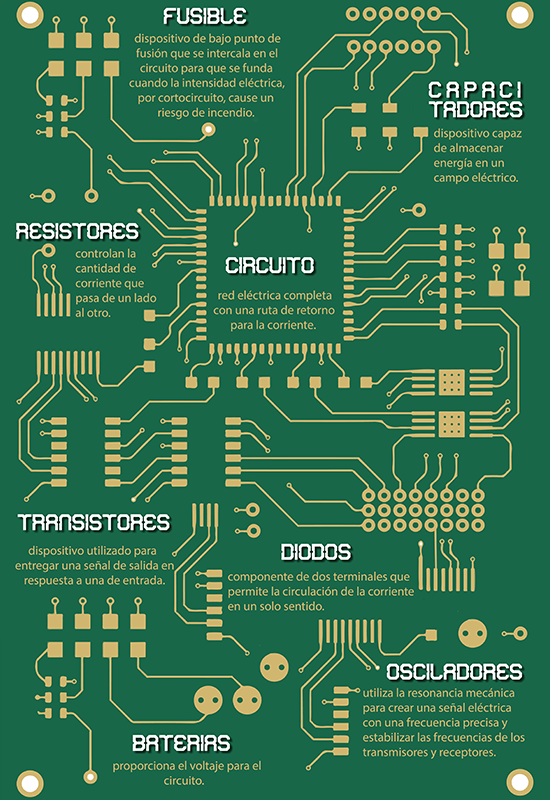 FUSIBLE
dispositivo de bajo punto de
fusión que se intercala en el
circuito para que se funda
cuando la intensidad eléctrica,
por cortocircuito, cause un
riesgo de incendio.
CAPACI
TADORES
dispositivo capaz
de almacenar
energía en un
campo eléctrico.
RESISTORES
controlan la
cantidad de
corriente que
pasa de un lado
al otro.
CIRCUITO
red eléctrica completa
con una ruta de retorno
para la corriente.
TRANSISTORES
dispositivo utilizado para
entregar una señal de salida en
respuesta a una de entrada.
DIODOS
componente de dos terminales que
permite la circulación de la corriente
en un solo sentido.
OSCILADORES
utiliza la resonancia mecánica
para crear una señal eléctrica
con una frecuencia precisa y
estabilizar las frecuencias de los
transmisores y receptores.
BATERIAS
proporciona el voltaje para el
circuito.